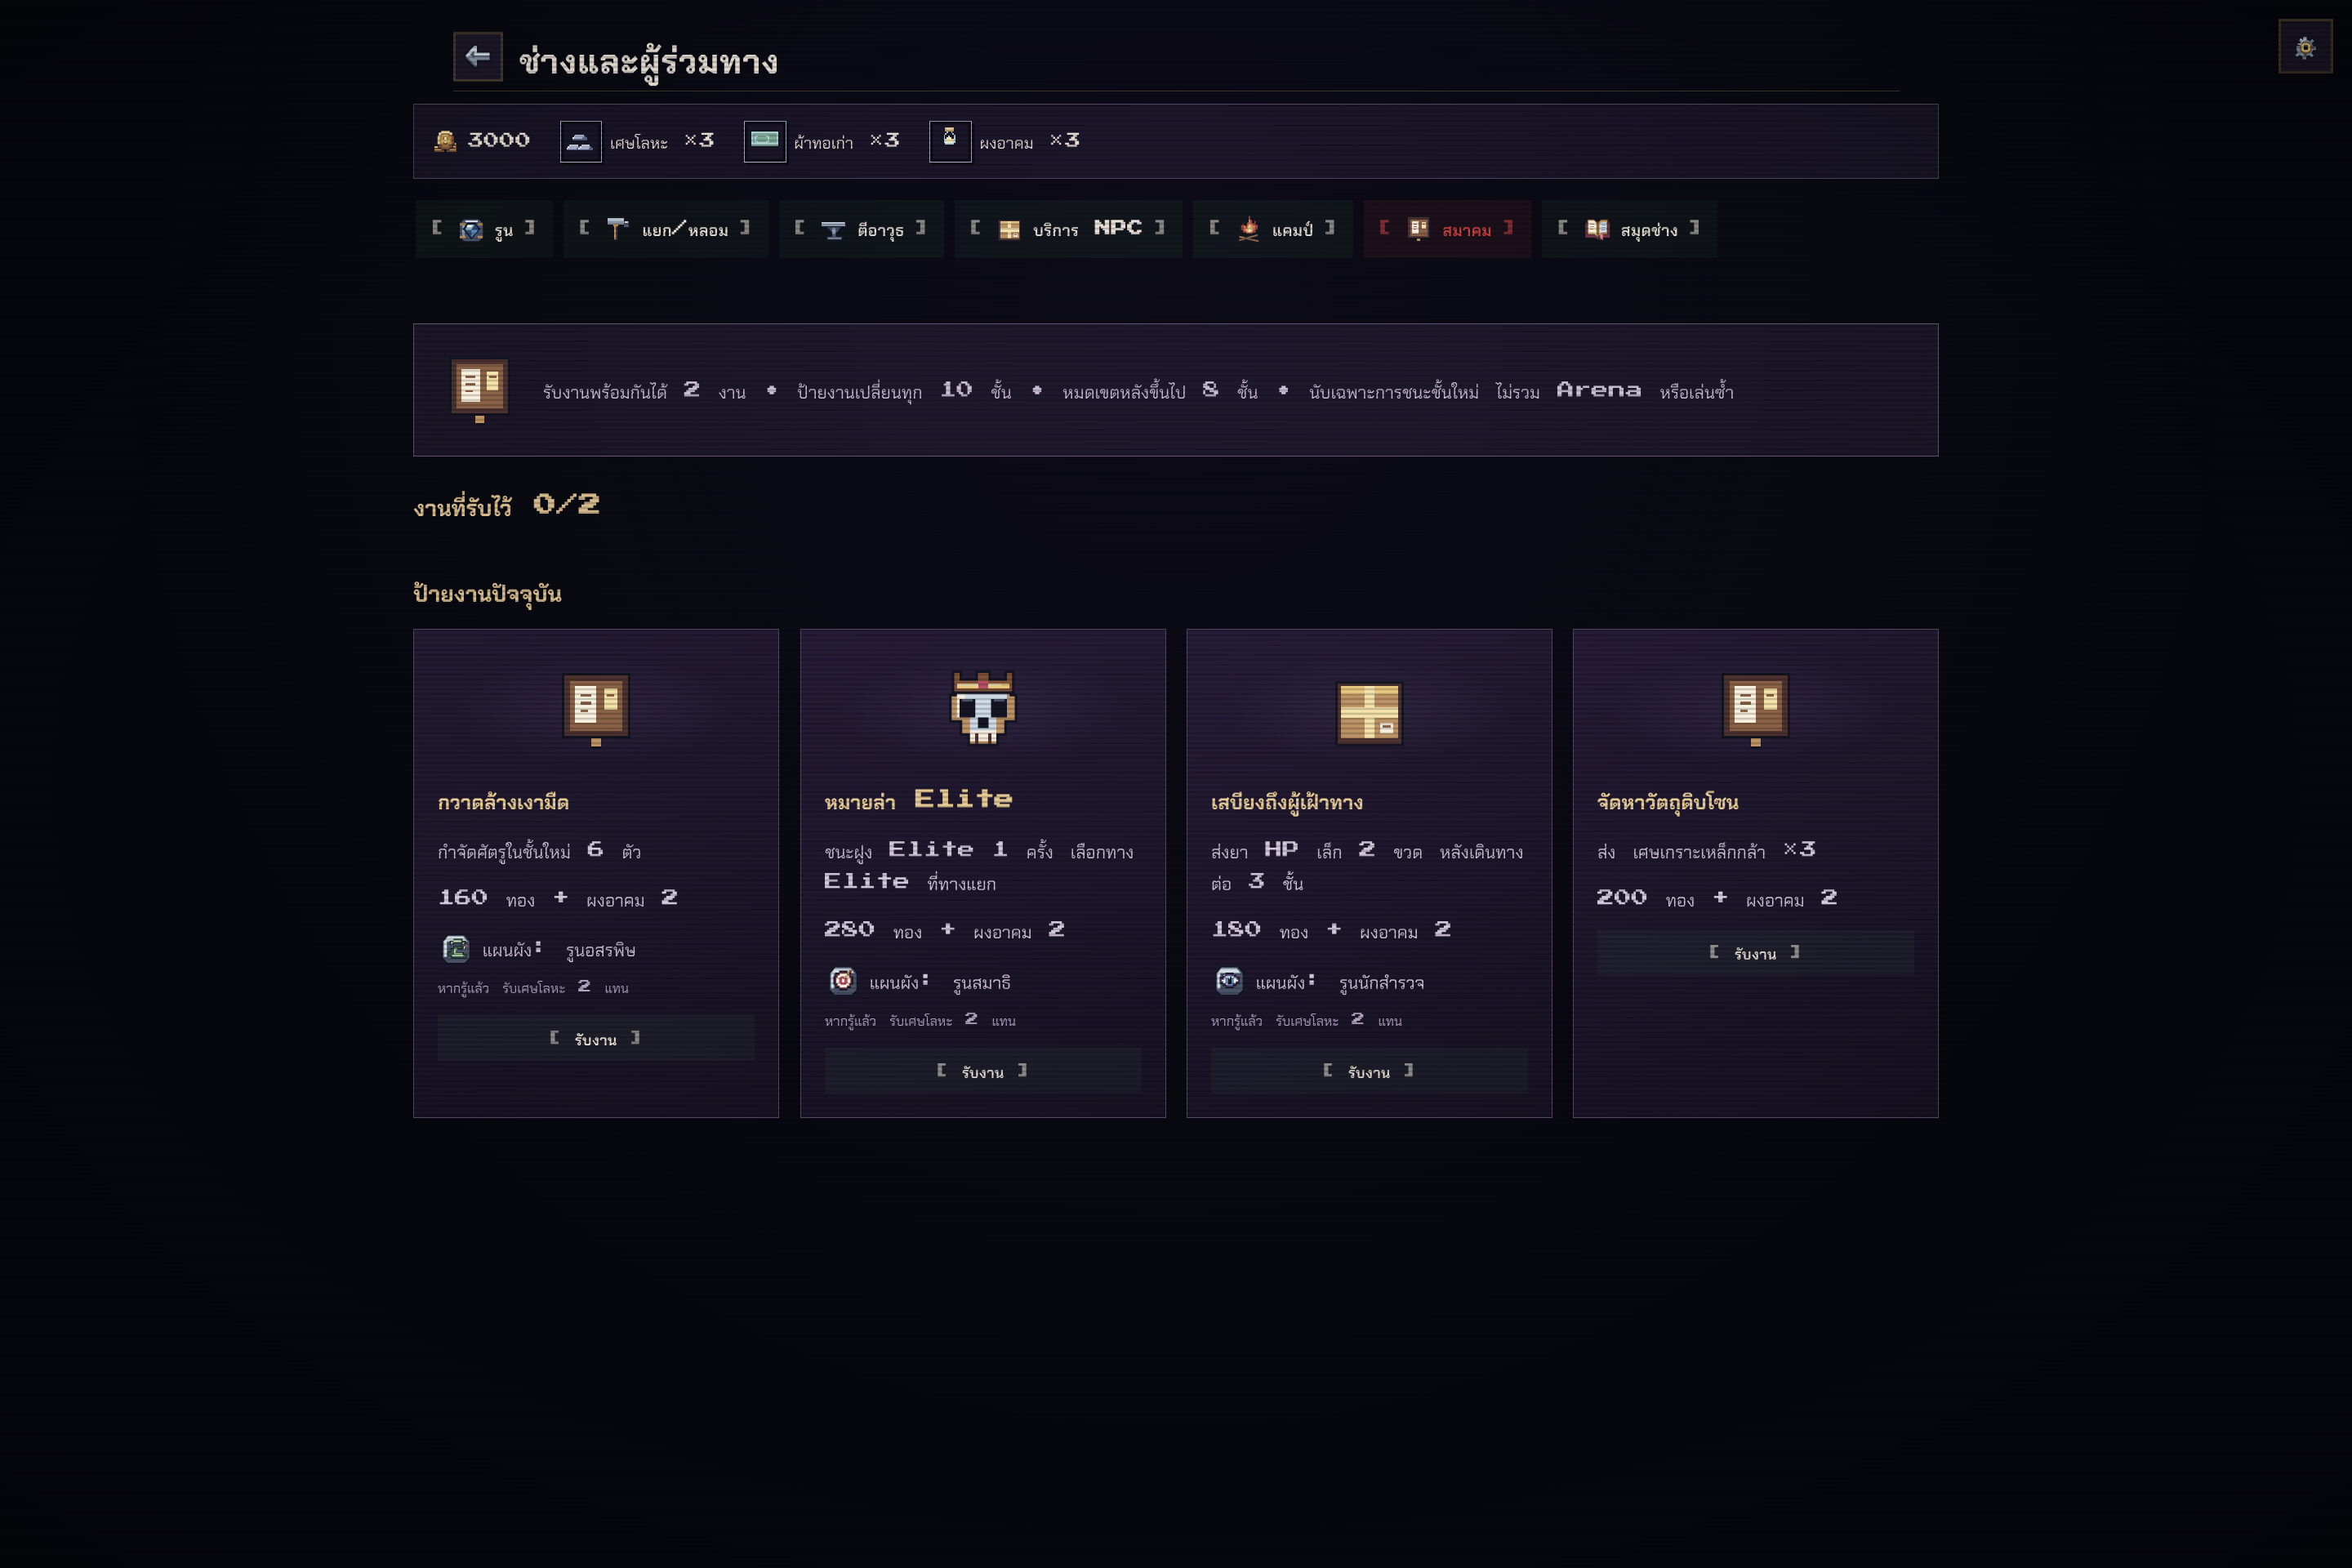 ช่างและผู้ร่วมทาง
3000 เศษโลหะ ×3 ผ้าทอเก่า ×3 ผงอาคม ×3
[ รูน ] [ แยก/หลอม ] [ ตีอาวุธ ] [ บริการ NPC ] [ แคมป์ ] [ สมาคม ] [ สมุดช่าง ]
รับงานพร้อมกันได้ 2 งาน • ป้ายงานเปลี่ยนทุก 10 ชั้น • หมดเขตหลังขึ้นไป 8 ชั้น • นับเฉพาะการชนะชั้นใหม่ ไม่รวม Arena หรือเล่นซ้ำ
งานที่รับไว้ 0/2
ป้ายงานปัจจุบัน
กวาดล้างเงามืด
กำจัดศัตรูในชั้นใหม่ 6 ตัว
160 ทอง + ผงอาคม 2
แผนผัง: รูนอสรพิษ
หากรู้แล้ว รับเศษโลหะ 2 แทน
[ รับงาน ]
หมายล่า Elite
ชนะฝูง Elite 1 ครั้ง เลือกทาง
Elite ที่ทางแยก
280 ทอง + ผงอาคม 2
แผนผัง: รูนสมาธิ
หากรู้แล้ว รับเศษโลหะ 2 แทน
[ รับงาน ]
เสบียงถึงผู้เฝ้าทาง
ส่งยา HP เล็ก 2 ขวด หลังเดินทาง
ต่อ 3 ชั้น
180 ทอง + ผงอาคม 2
แผนผัง: รูนนักสำรวจ
หากรู้แล้ว รับเศษโลหะ 2 แทน
[ รับงาน ]
จัดหาวัตถุดิบโซน
ส่ง เศษเกราะเหล็กกล้า ×3
200 ทอง + ผงอาคม 2
[ รับงาน ]